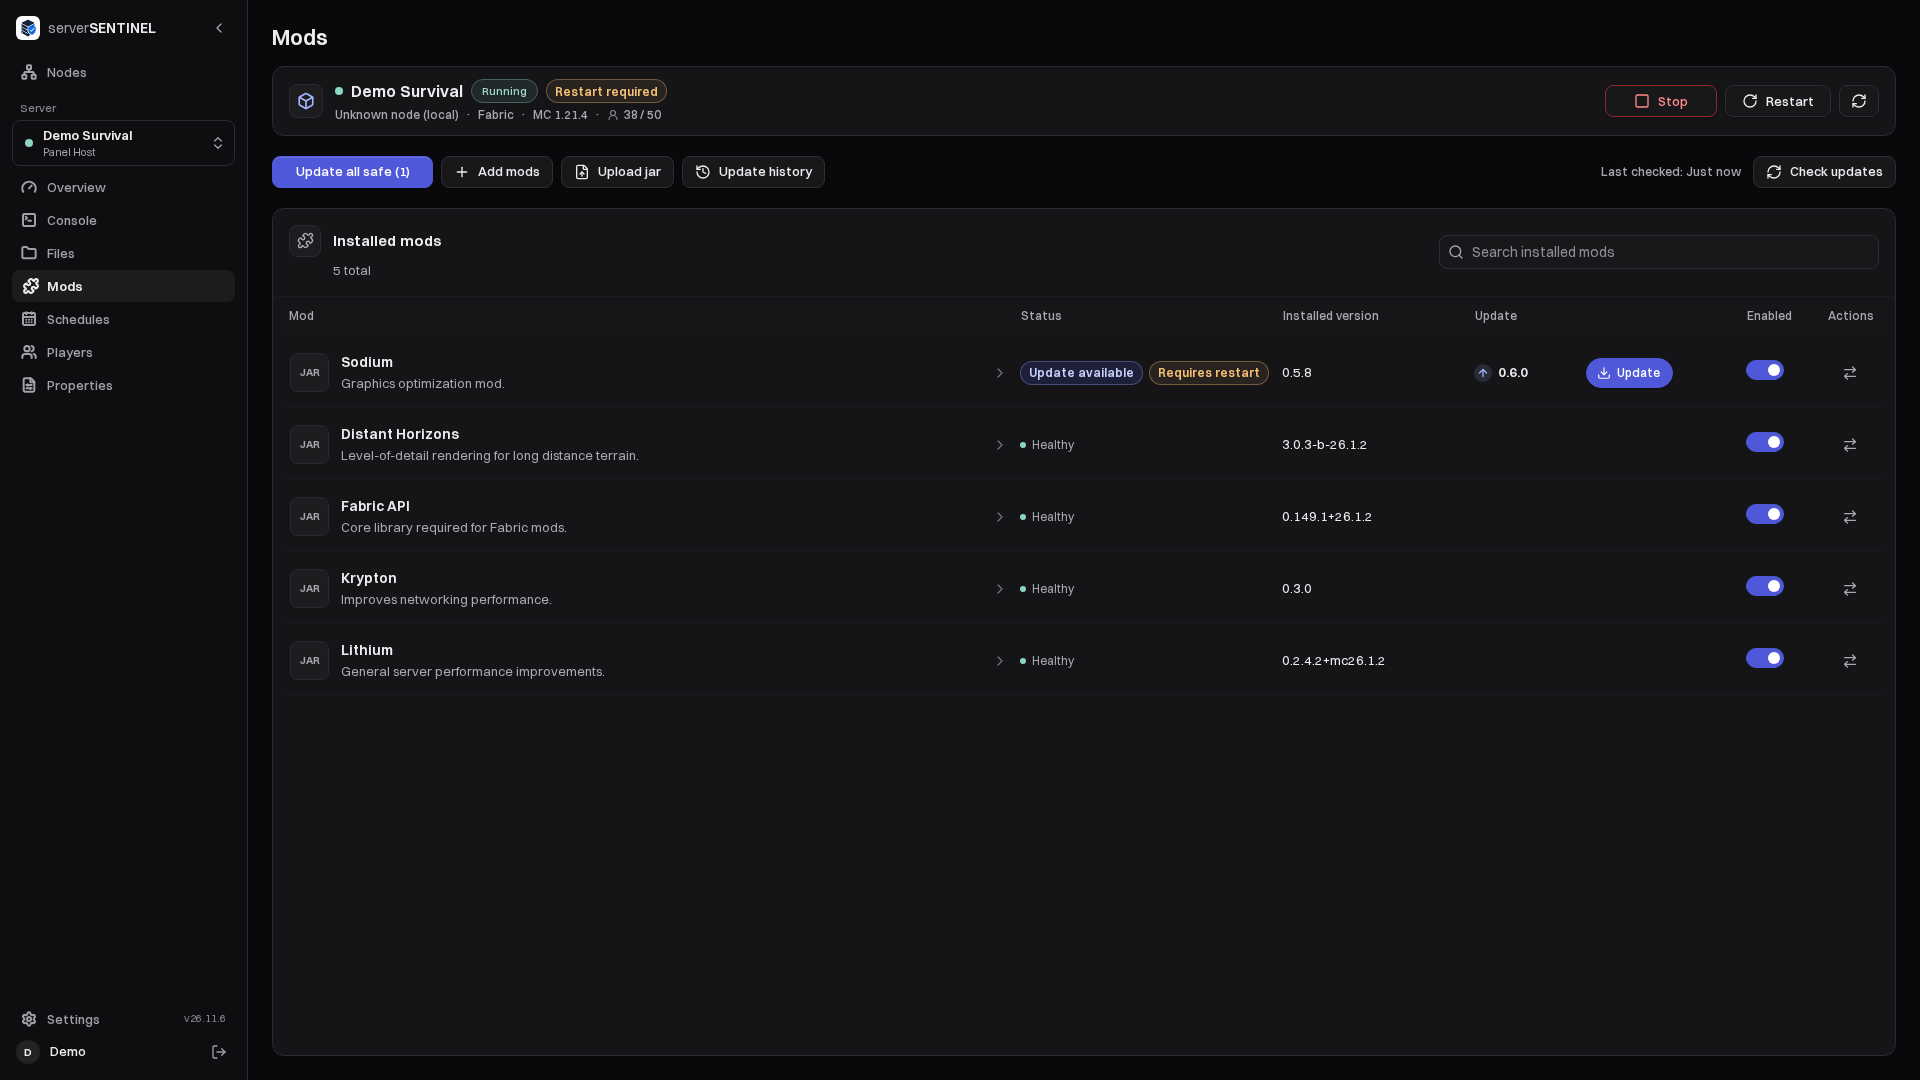 serverSENTINEL
Nodes
Server
Demo Survival
Panel Host
Overview
Console
Files
Mods
Schedules
Players
Properties
Settings
v26.11.6
D
Demo
Mods
Demo Survival
Running
Restart required
Unknown node (local) · Fabric · MC 1.21.4 · 38 / 50
Stop
Restart
Update all safe (1)
Add mods
Upload jar
Update history
Last checked: Just now
Check updates
Installed mods
5 total
Search installed mods
Mod
Status
Installed version
Update
Enabled
Actions
JAR
Sodium
Graphics optimization mod.
Update available
Requires restart
0.5.8
0.6.0
Update
JAR
Distant Horizons
Level-of-detail rendering for long distance terrain.
Healthy
3.0.3-b-26.1.2
JAR
Fabric API
Core library required for Fabric mods.
Healthy
0.149.1+26.1.2
JAR
Krypton
Improves networking performance.
Healthy
0.3.0
JAR
Lithium
General server performance improvements.
Healthy
0.2.4.2+mc26.1.2